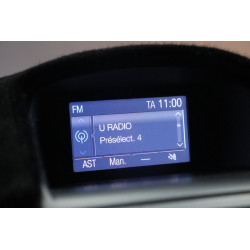 FM TA 11:00
U RADIO
Présélect. 4
AST Man. —